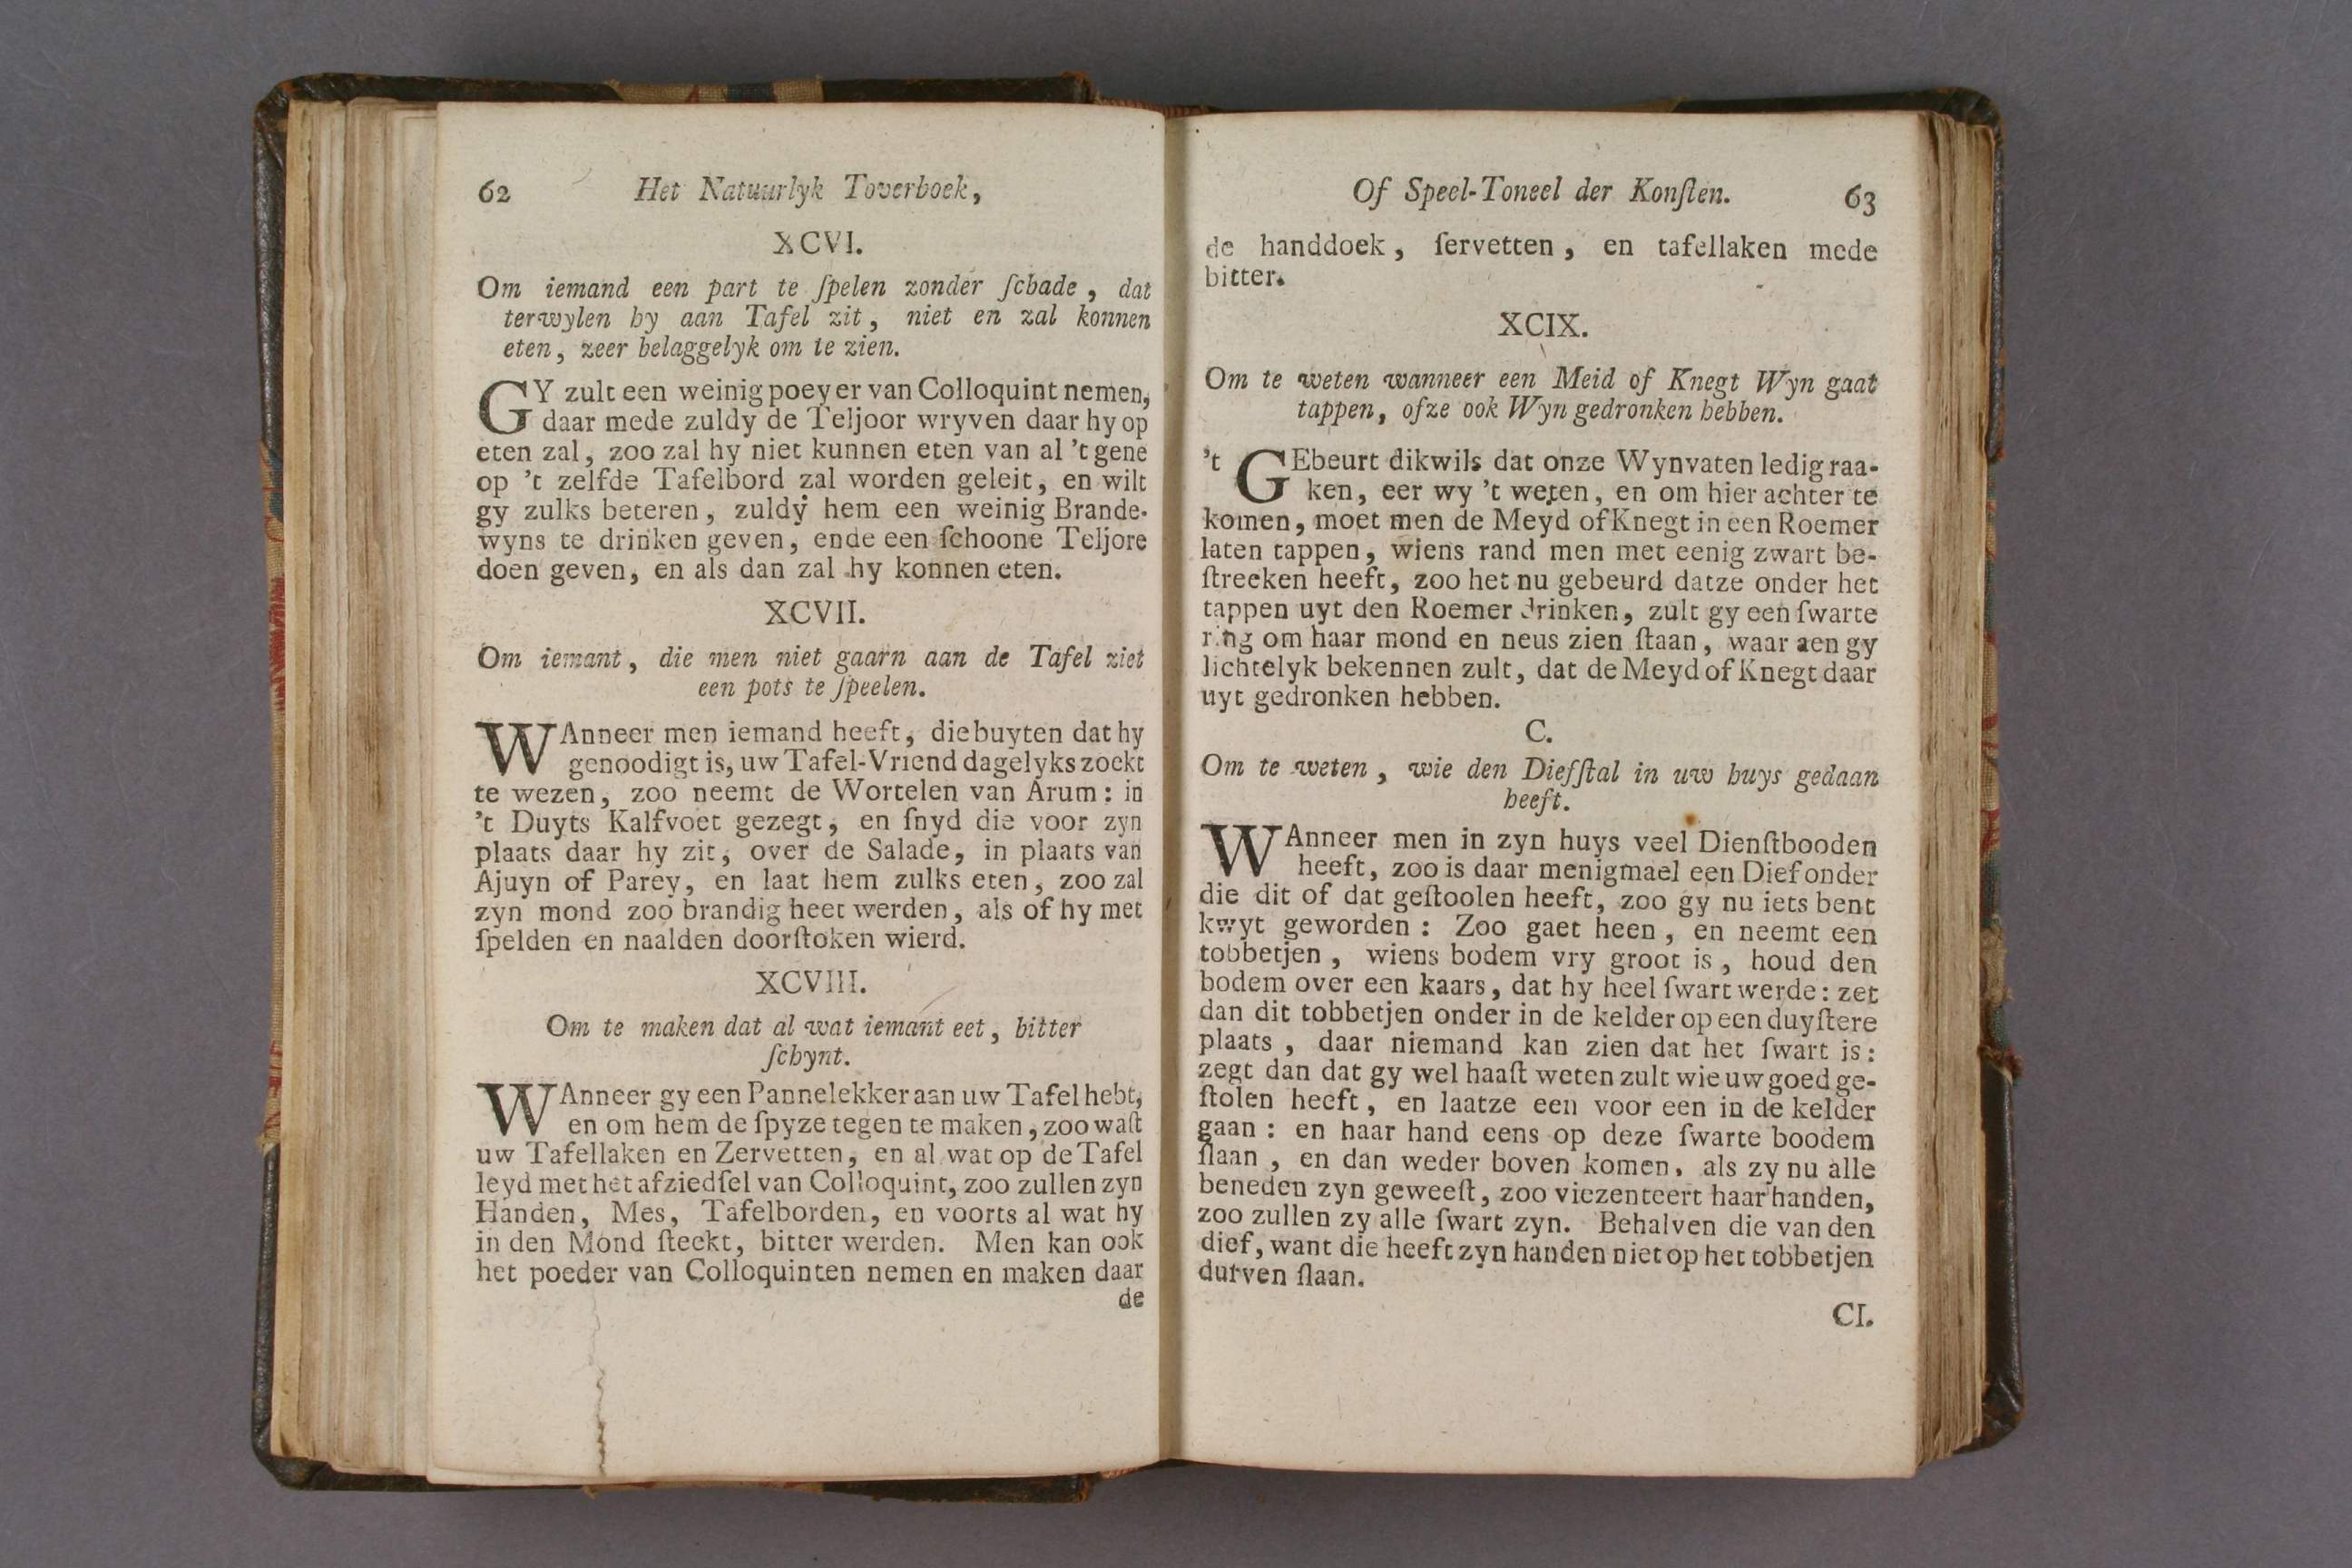 62 Het Natuurlyk Toverboek,
XCVI.
Om iemand een part te ſpelen zonder ſchade, dat
terwylen hy aan Tafel zit, niet en zal konnen
eten, zeer belaggelyk om te zien.
GY zult een weinig poeyer van Colloquint nemen,
daar mede zuldy de Teljoor wryven daar hy op
eten zal, zoo zal hy niet kunnen eten van al 't gene
op 't zelfde Tafelbord zal worden geleit, en wilt
gy zulks beteren, zuldy hem een weinig Brande-
wyns te drinken geven, ende een ſchoone Teljore
doen geven, en als dan zal hy konnen eten.
XCVII.
Om iemant, die men niet gaarn aan de Tafel ziet
een pots te ſpeelen.
WAnneer men iemand heeft, die buyten dat hy
genoodigt is, uw Tafel-Vriend dagelyks zoekt
te wezen, zoo neemt de Wortelen van Arum: in
't Duyts Kalfvoet gezegt, en ſnyd die voor zyn
plaats daar hy zit, over de Salade, in plaats van
Ajuyn of Parey, en laat hem zulks eten, zoo zal
zyn mond zoo brandig heet werden, als of hy met
ſpelden en naalden doorſtoken wierd.
XCVIII.
Om te maken dat al wat iemant eet, bitter
ſchynt.
WAnneer gy een Pannelekker aan uw Tafel hebt,
en om hem de ſpyze tegen te maken, zoo waſt
uw Tafellaken en Zervetten, en al wat op de Tafel
leyd met het afziedſel van Colloquint, zoo zullen zyn
Handen, Mes, Tafelborden, en voorts al wat hy
in den Mond ſteekt, bitter werden. Men kan ook
het poeder van Colloquinten nemen en maken daar
de
Of Speel-Toneel der Konſten. 63
de handdoek, ſervetten, en tafellaken mede
bitter.
XCIX.
Om te weten wanneer een Meid of Knegt Wyn gaat
tappen, ofze ook Wyn gedronken hebben.
't GEbeurt dikwils dat onze Wynvaten ledig raa-
ken, eer wy 't weten, en om hier achter te
komen, moet men de Meyd of Knegt in een Roemer
laten tappen, wiens rand men met eenig zwart be-
ſtreeken heeft, zoo het nu gebeurd datze onder het
tappen uyt den Roemer drinken, zult gy een ſwarte
ring om haar mond en neus zien ſtaan, waar aen gy
lichtelyk bekennen zult, dat de Meyd of Knegt daar
uyt gedronken hebben.
C.
Om te weten, wie den Diefſtal in uw huys gedaan
heeft.
WAnneer men in zyn huys veel Dienſtbooden
heeft, zoo is daar menigmael een Dief onder
die dit of dat geſtoolen heeft, zoo gy nu iets bent
kwyt geworden: Zoo gaet heen, en neemt een
tobbetjen, wiens bodem vry groot is, houd den
bodem over een kaars, dat hy heel ſwart werde: zet
dan dit tobbetjen onder in de kelder op een duyſtere
plaats, daar niemand kan zien dat het ſwart is:
zegt dan dat gy wel haaſt weten zult wie uw goed ge-
ſtolen heeft, en laatze een voor een in de kelder
gaan: en haar hand eens op deze ſwarte boodem
ſlaan, en dan weder boven komen, als zy nu alle
beneden zyn geweeſt, zoo viezenteert haar handen,
zoo zullen zy alle ſwart zyn. Behalven die van den
dief, want die heeft zyn handen niet op het tobbetjen
durven ſlaan.
CI.